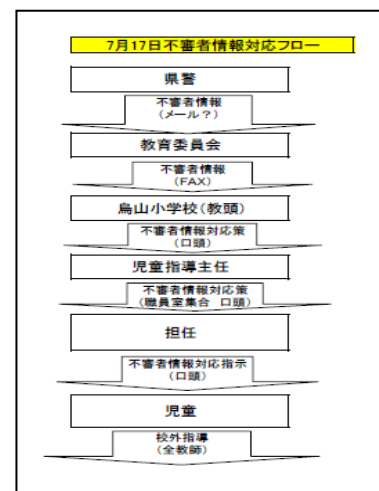 7月17日不審者情報対応フロー
県警
不審者情報
(メール?)
教育委員会
不審者情報
(FAX)
烏山小学校(教頭)
不審者情報対応策
(口頭)
児童指導主任
不審者情報対応策
(職員室集合 口頭)
担任
不審者情報対応指示
(口頭)
児童
校外指導
(全教師)